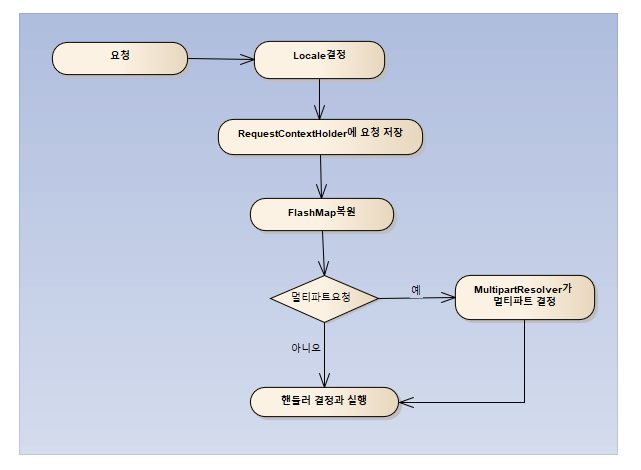 요청
Locale결정
RequestContextHolder에 요청 저장
FlashMap복원
멀티파트요청
예
MultipartResolver가
멀티파트 결정
아니오
핸들러 결정과 실행